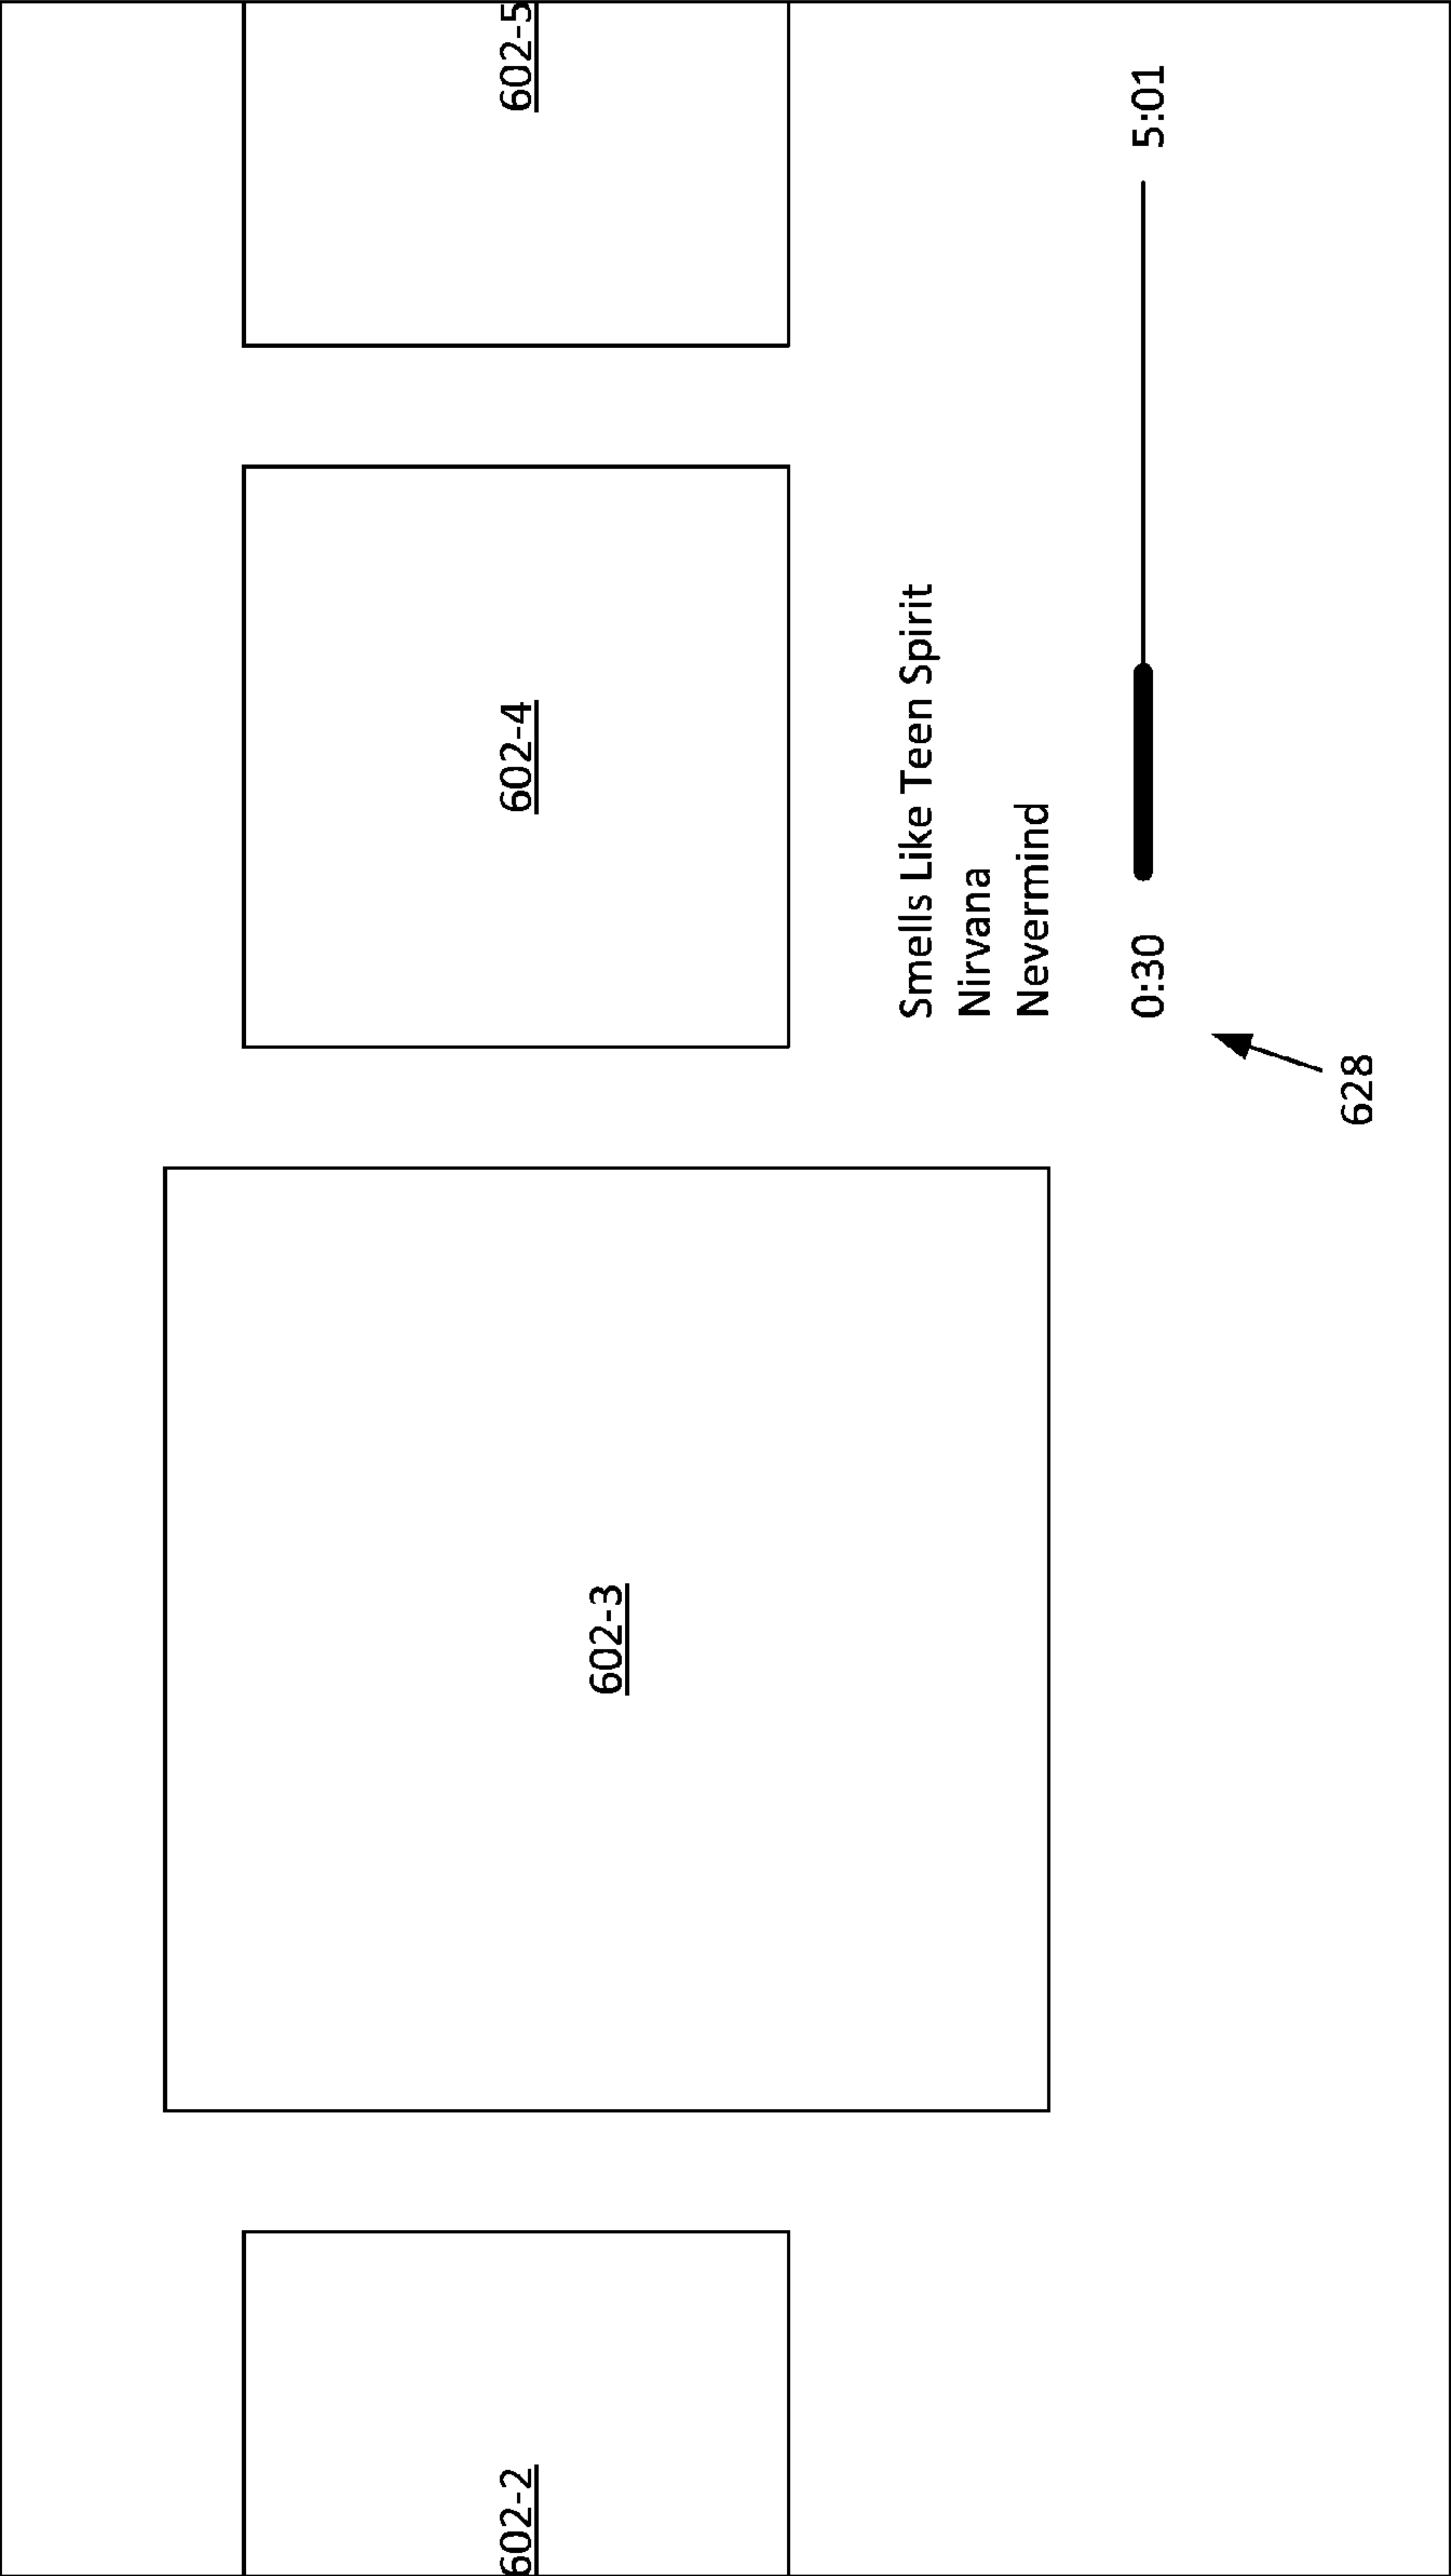 602-2
602-3
602-4
602-5
Smells Like Teen Spirit
Nirvana
Nevermind
0:30
5:01
628